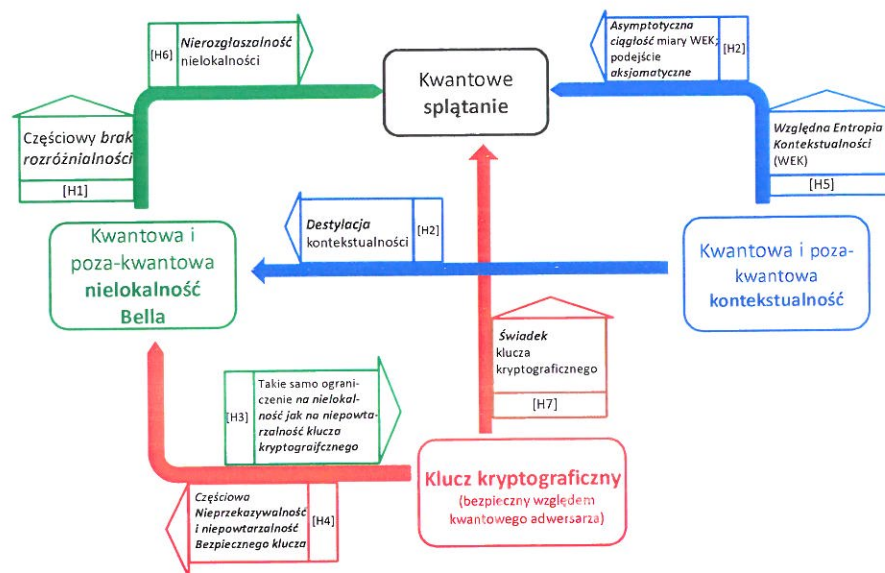 [H6]
Nierozgłaszalność
nielokalności
Kwantowe
splątanie
Asymptotyczna
ciągłość miary WEK;
podejście
aksjomatyczne
[H2]
Częściowy brak
rozróżnialności
[H1]
Względna Entropia
Kontekstualności
(WEK)
[H5]
Kwantowa i
poza-kwantowa
nielokalność
Bella
Destylacja
kontekstualności
[H2]
Kwantowa i poza-
kwantowa
kontekstualność
Świadek
klucza
kryptograficznego
[H7]
[H3]
Takie samo ograni-
czenie na nielokal-
ność jak na niepowta-
rzalność klucza
kryptograifcznego
Klucz kryptograficzny
(bezpieczny względem
kwantowego adwersarza)
Częściowa
Nieprzekazywalność
i niepowtarzalność
Bezpiecznego klucza
[H4]